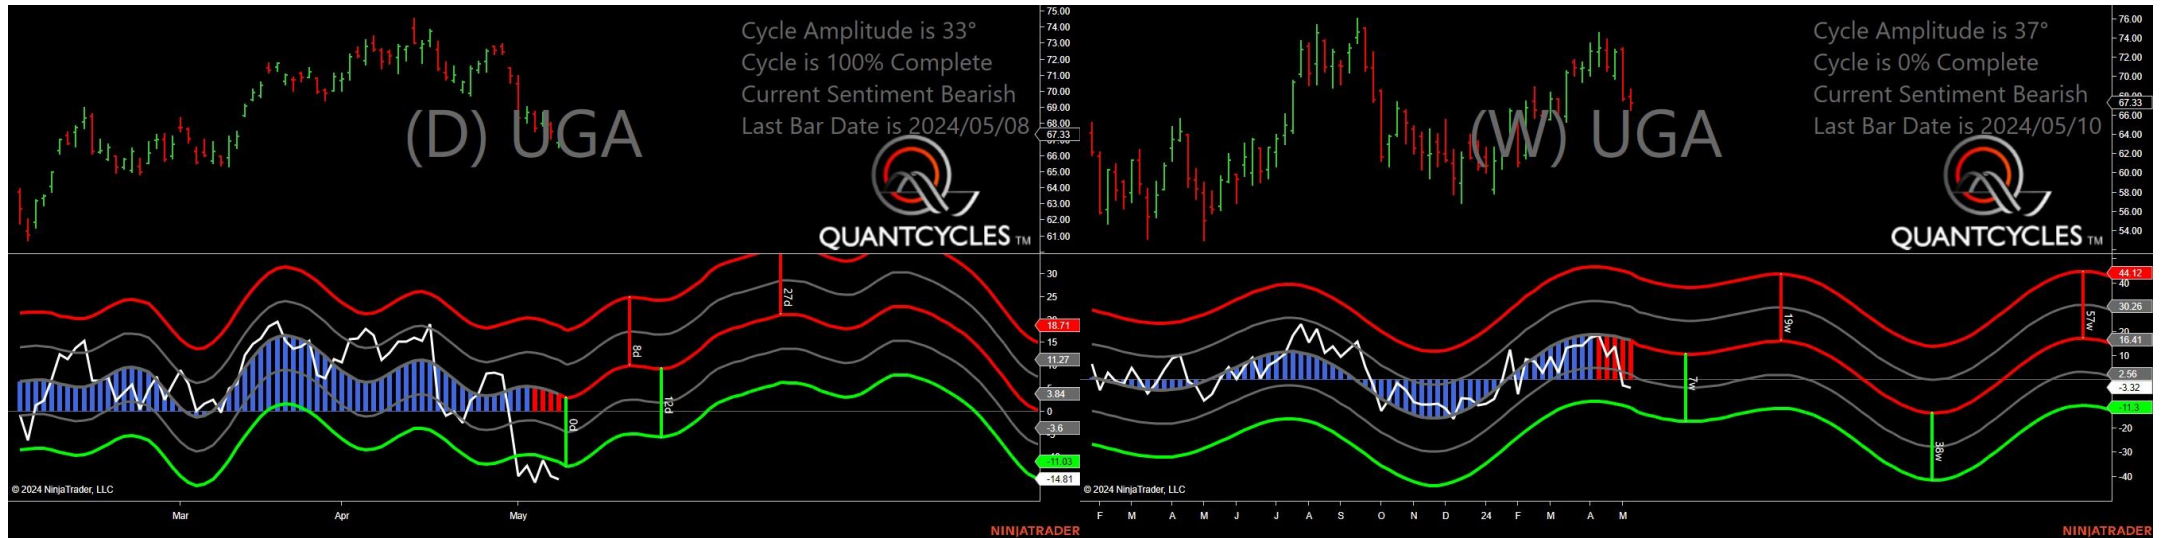 Cycle Amplitude is 33°
Cycle is 100% Complete
Current Sentiment Bearish
Last Bar Date is 2024/05/08
(D) UGA
QUANTCYCLES TM
75.00
74.00
73.00
72.00
71.00
70.00
69.00
68.00
67.33
66.00
65.00
64.00
63.00
62.00
61.00
30
25
18.71
15
11.27
3.84
0
-3.6
-11.03
-14.81
8d
27d
0d
12d
© 2024 NinjaTrader, LLC
Mar Apr May
NINJATRADER
Cycle Amplitude is 37°
Cycle is 0% Complete
Current Sentiment Bearish
Last Bar Date is 2024/05/10
(W) UGA
QUANTCYCLES TM
76.00
74.00
72.00
70.00
67.33
66.00
64.00
62.00
60.00
58.00
56.00
54.00
44.12
40
30.26
20
16.41
10
2.56
-3.32
-11.3
-20
-30
-40
19w
57w
7w
38w
© 2024 NinjaTrader, LLC
F M A M J J A S O N D 24 F M A M
NINJATRADER